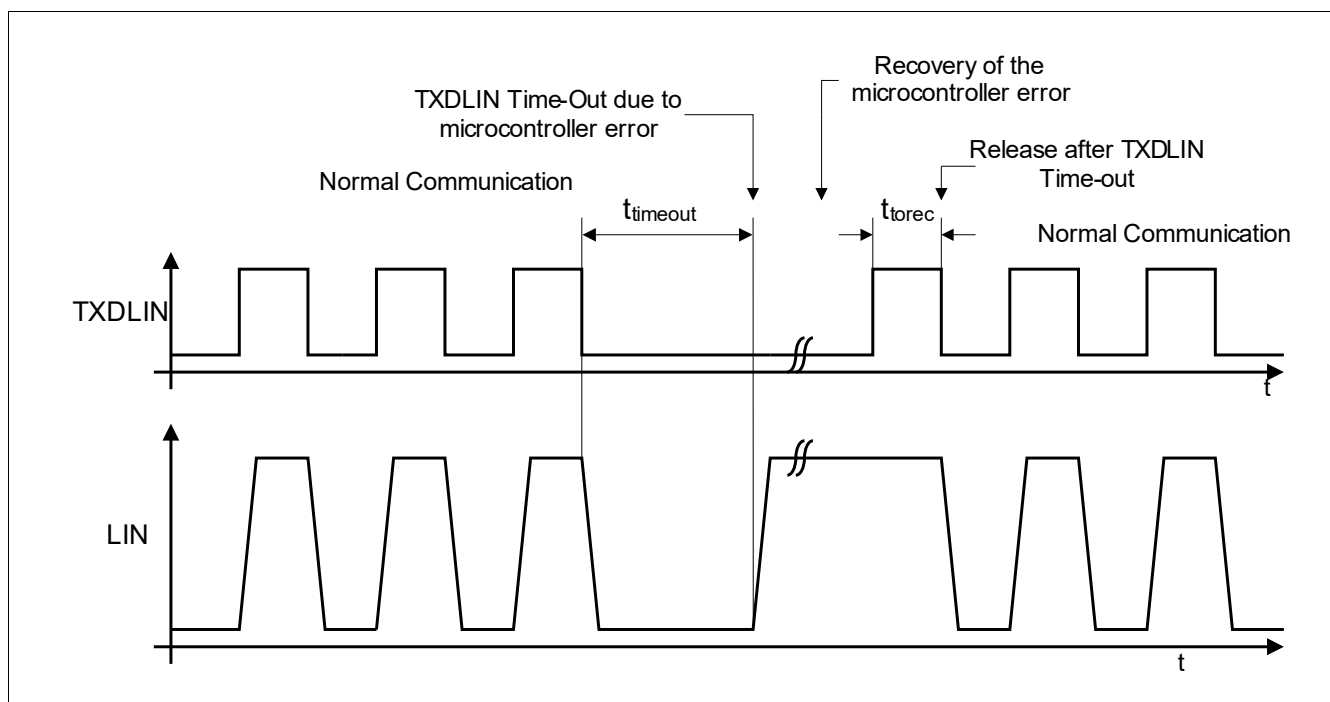 Recovery of the
microcontroller error
TXDLIN Time-Out due to
microcontroller error
Release after TXDLIN
Time-out
Normal Communication
t_timeout
t_torec
Normal Communication
TXDLIN
t
LIN
t